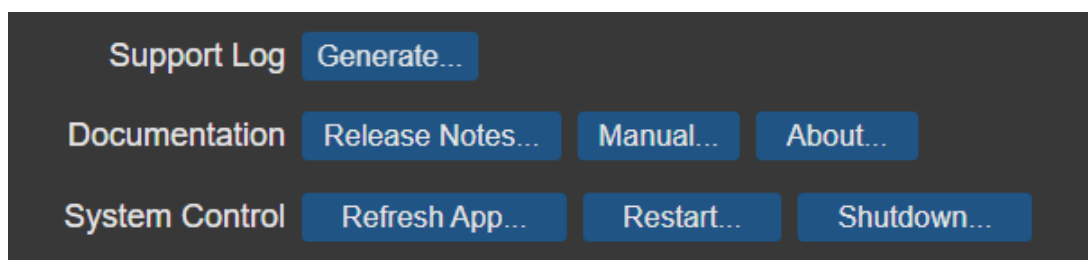 Support Log Generate...
Documentation Release Notes... Manual... About...
System Control Refresh App... Restart... Shutdown...